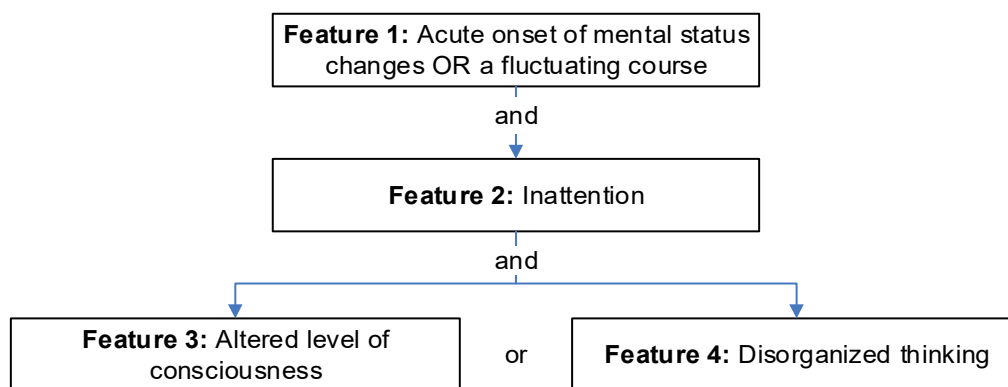 Feature 1: Acute onset of mental status
changes OR a fluctuating course
and
Feature 2: Inattention
and
Feature 3: Altered level of
consciousness
or
Feature 4: Disorganized thinking